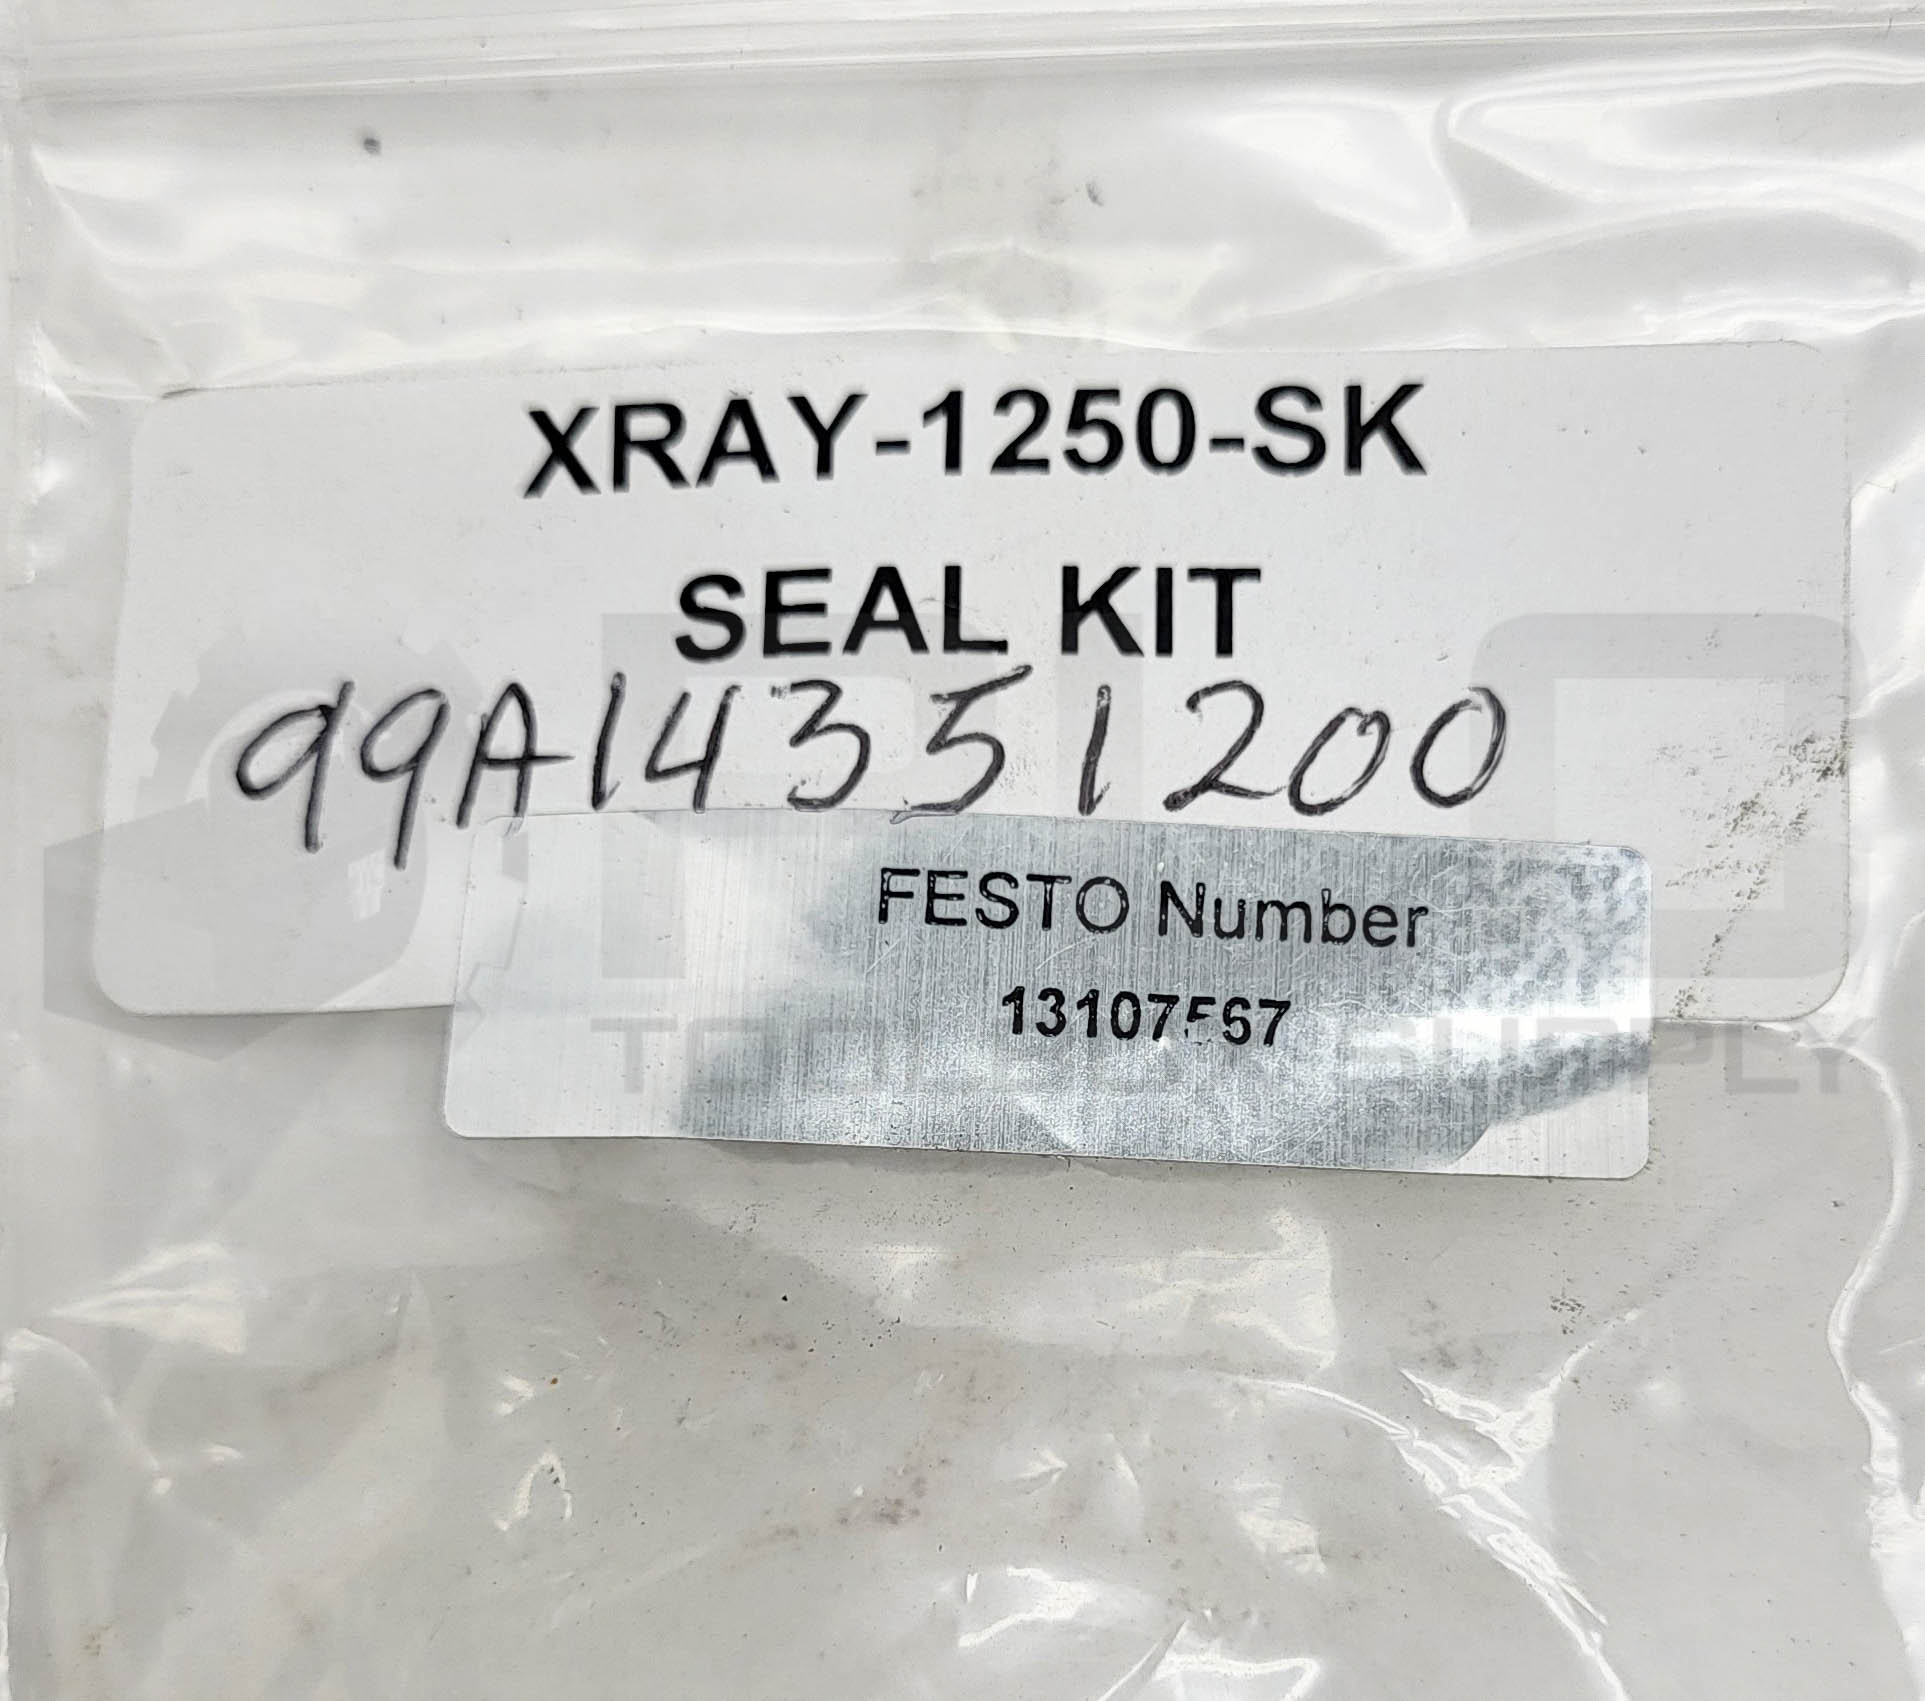 XRAY-1250-SK
SEAL KIT
99A14351200
FESTO Number
13107567